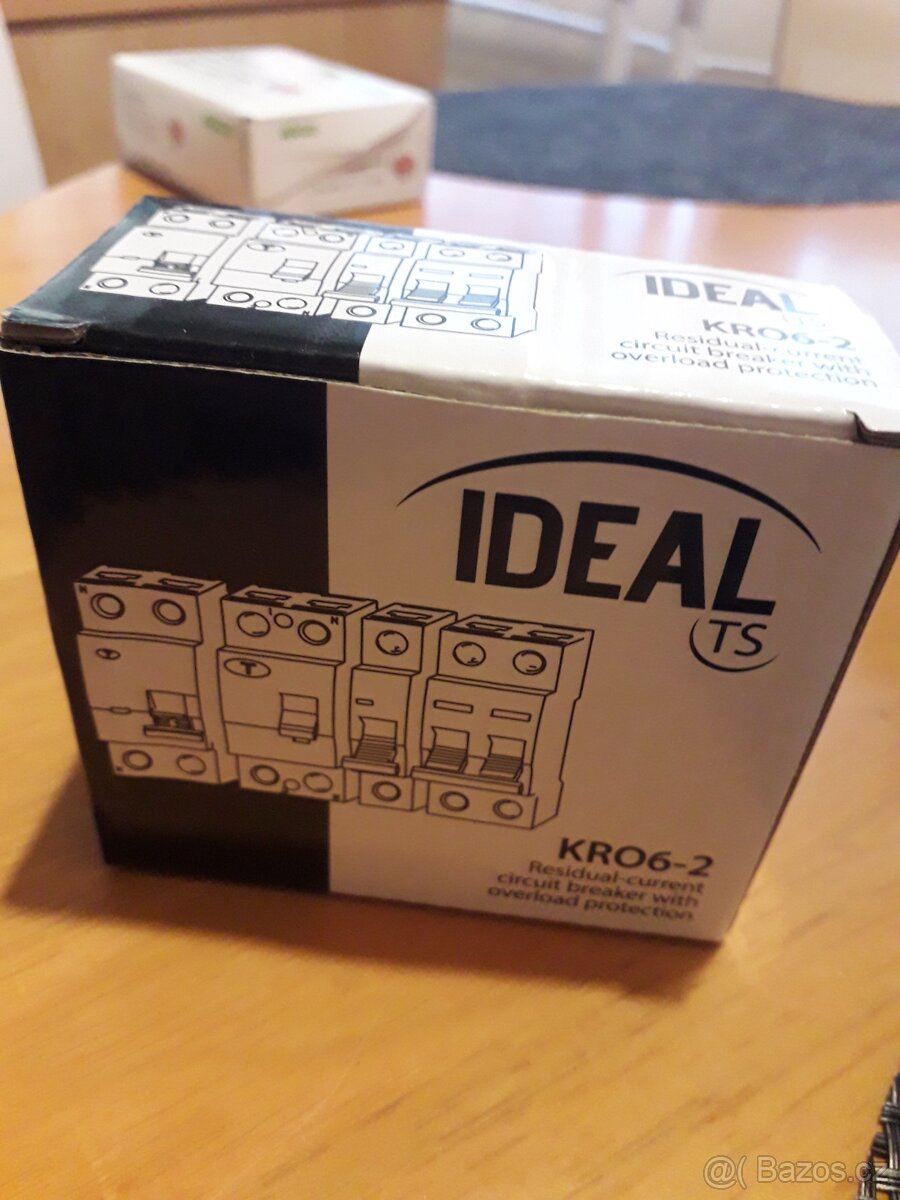 IDEAL
TS
KRO6-2
Residual-current
circuit breaker with
overload protection
N
I
N
T
IDEAL
TS
KRO6-2
Residual-current
circuit breaker with
overload protection
@( Bazos.cz